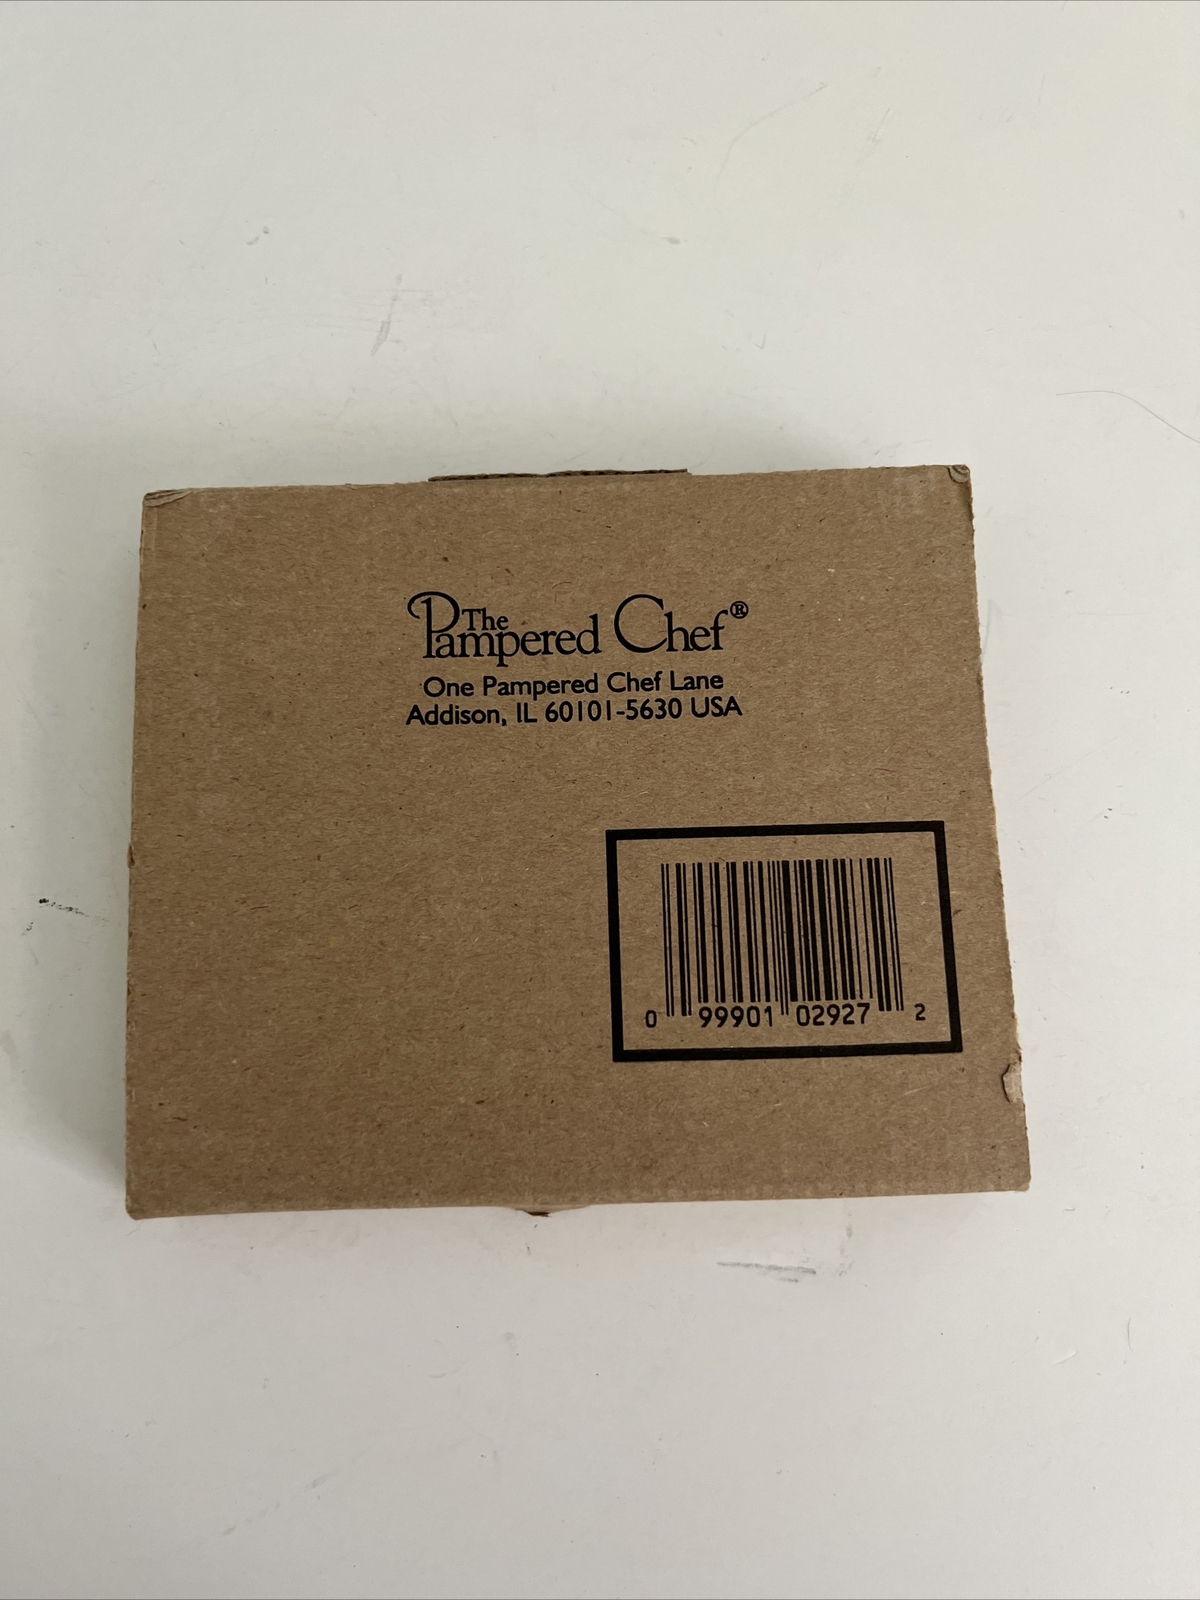 The Pampered Chef®
One Pampered Chef Lane
Addison, IL 60101-5630 USA
0 99901 02927 2